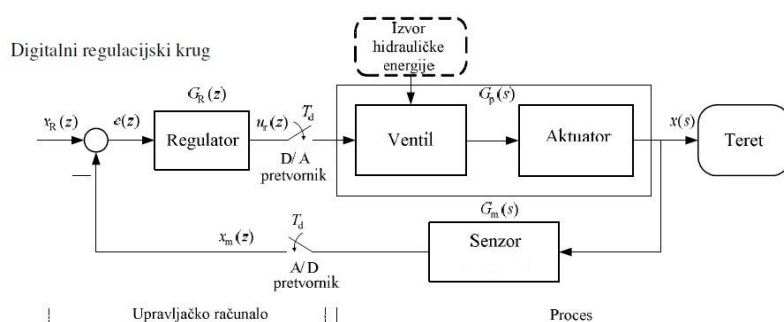 Digitalni regulacijski krug
Izvor
hidrauličke
energije
G_R(z)
G_p(s)
x_R(z)
e(z)
Regulator
u_r(z)
T_d
D/A
pretvornik
Ventil
Aktuator
x(s)
Teret
—
x_m(z)
T_d
A/D
pretvornik
G_m(s)
Senzor
Upravljačko računalo
Proces